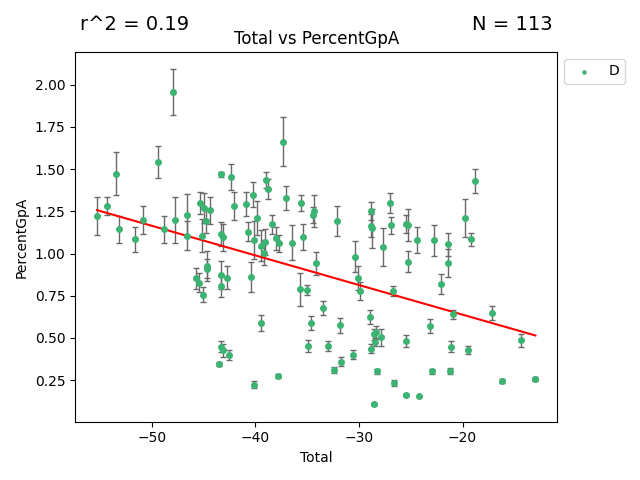 r^2 = 0.19
N = 113
Total vs PercentGpA
D
2.00
1.75
1.50
1.25
1.00
0.75
0.50
0.25
PercentGpA
−50
−40
−30
−20
Total